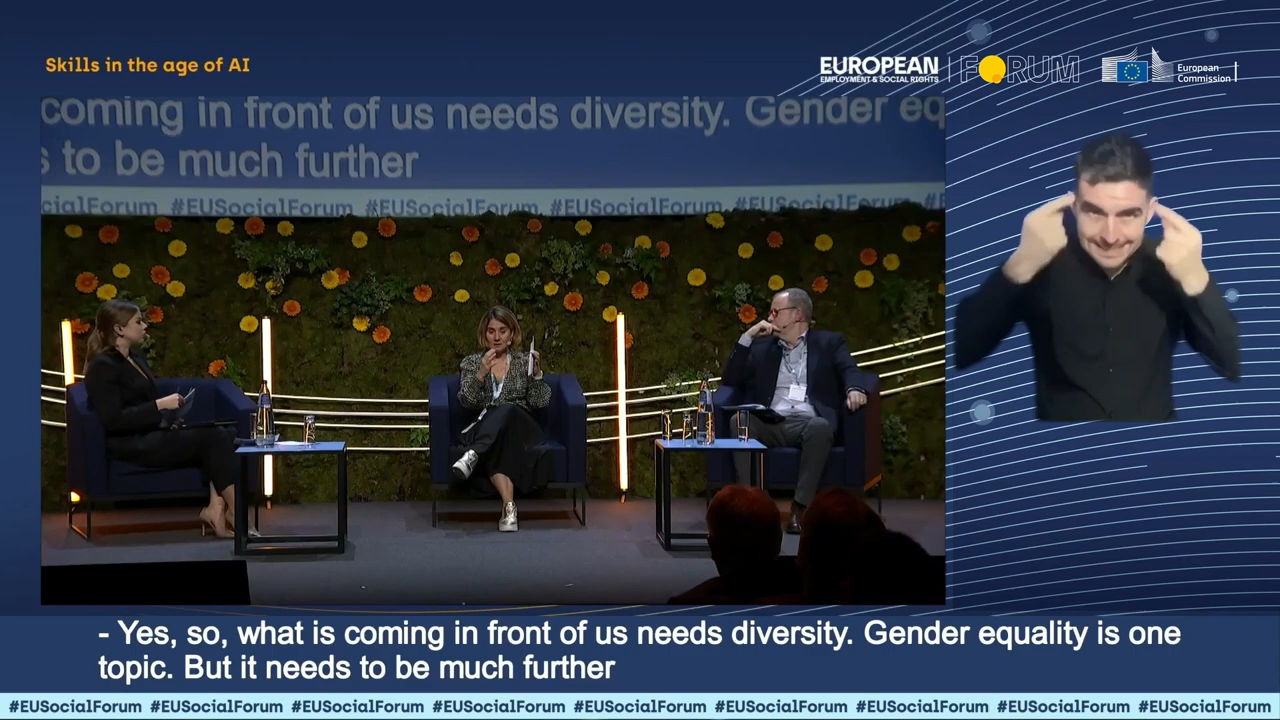 Skills in the age of AI
EUROPEAN
EMPLOYMENT & SOCIAL RIGHTS
FORUM
European
Commission
coming in front of us needs diversity. Gender eq
s to be much further
ocialForum #EUSocialForum #EUSocialForum #EUSocialForum #EUSocialForum
- Yes, so, what is coming in front of us needs diversity. Gender equality is one
topic. But it needs to be much further
#EUSocialForum #EUSocialForum #EUSocialForum #EUSocialForum #EUSocialForum #EUSocialForum #EUSocialForum #EUSocialForum #EUSocialForum